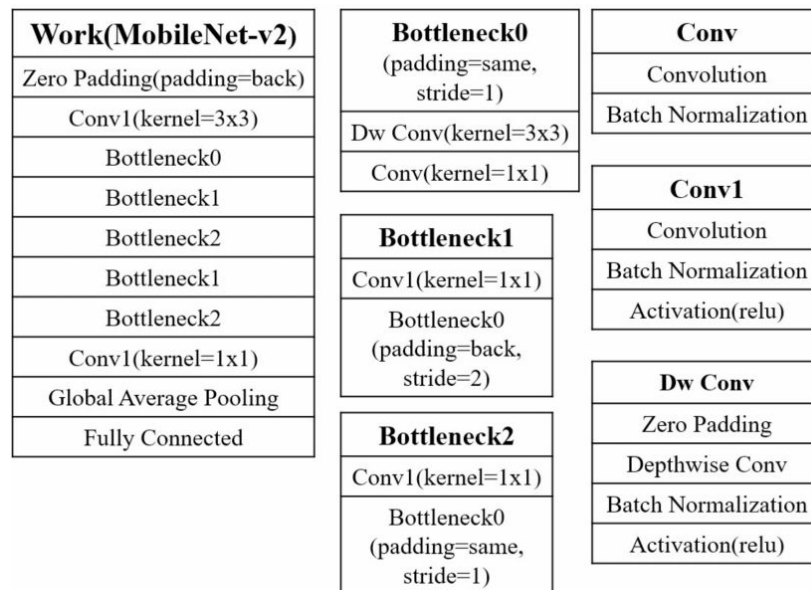 Work(MobileNet-v2)
Zero Padding(padding=back)
Conv1(kernel=3x3)
Bottleneck0
Bottleneck1
Bottleneck2
Bottleneck1
Bottleneck2
Conv1(kernel=1x1)
Global Average Pooling
Fully Connected
Bottleneck0
(padding=same,
stride=1)
Dw Conv(kernel=3x3)
Conv(kernel=1x1)
Bottleneck1
Conv1(kernel=1x1)
Bottleneck0
(padding=back,
stride=2)
Bottleneck2
Conv1(kernel=1x1)
Bottleneck0
(padding=same,
stride=1)
Conv
Convolution
Batch Normalization
Conv1
Convolution
Batch Normalization
Activation(relu)
Dw Conv
Zero Padding
Depthwise Conv
Batch Normalization
Activation(relu)